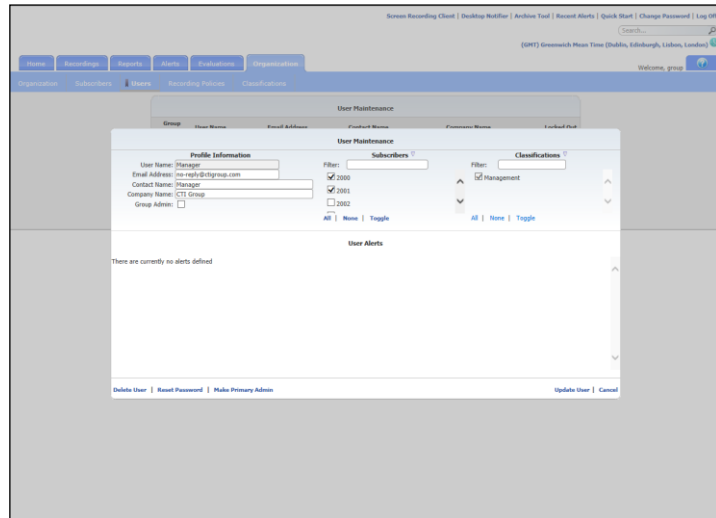 Screen Recording Client | Desktop Notifier | Archive Tool | Recent Alerts | Quick Start | Change Password | Log Off
Search...
(GMT) Greenwich Mean Time (Dublin, Edinburgh, Lisbon, London)
Home Recordings Reports Alerts Evaluations Organization
Welcome, group
Organization Subscribers Users Recording Policies Classifications
User Maintenance
Group User Name Email Address Contact Name Company Name Locked Out
User Maintenance
Profile Information Subscribers Classifications
User Name: Manager Filter: Filter:
Email Address: no-reply@ctigroup.com 2000 Management
Contact Name: Manager 2001
Company Name: CTI Group
Group Admin: 2002
All | None | Toggle All | None | Toggle
User Alerts
There are currently no alerts defined
Delete User | Reset Password | Make Primary Admin Update User | Cancel